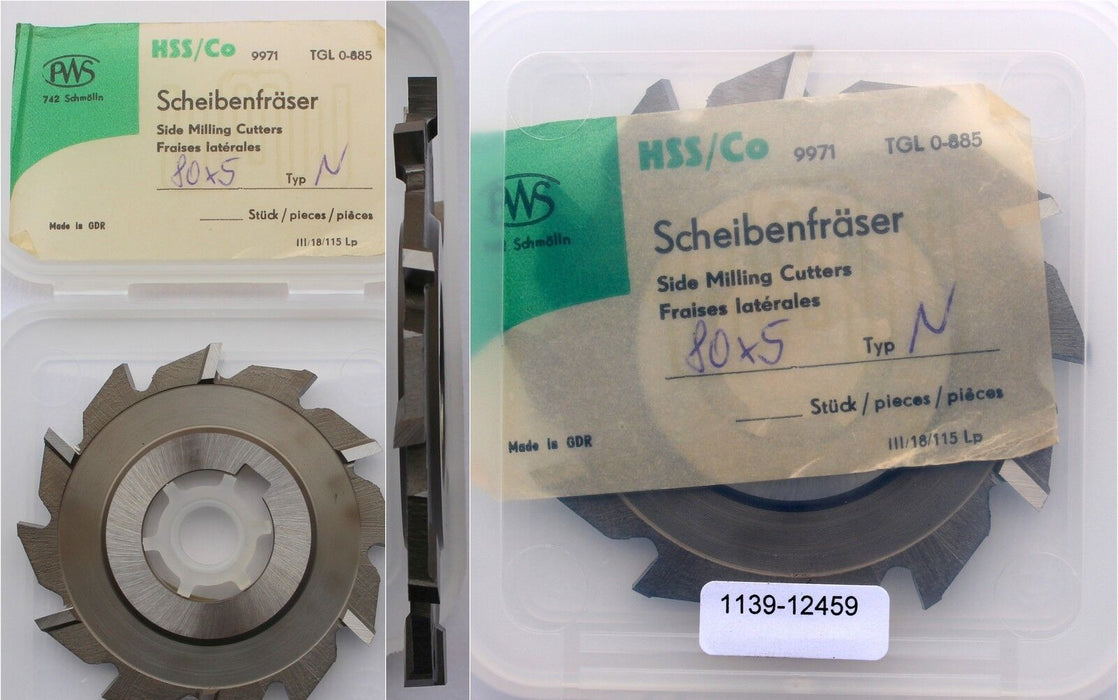 HSS/Co 9971 TGL 0-885
PWS
742 Schmölln
Scheibenfräser
Side Milling Cutters
Fraises latérales
80x5 Typ N
Stück / pieces / pièces
Made in GDR
III/18/115 Lp
HSS/Co 9971 TGL 0-885
PWS
Schmölln
Scheibenfräser
Side Milling Cutters
Fraises latérales
80x5 Typ N
Stück / pieces / pièces
Made in GDR
III/18/115 Lp
1139-12459